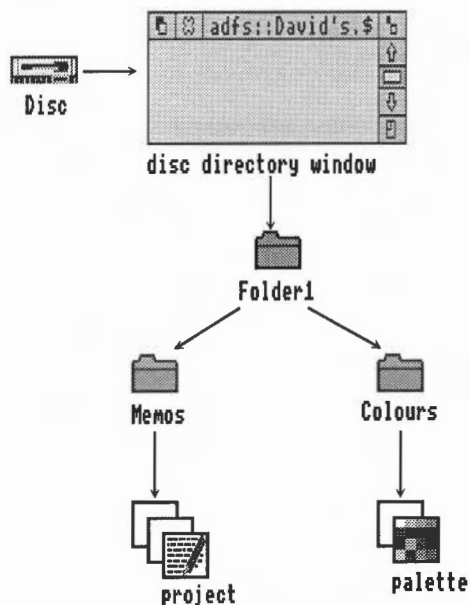 adfs::David's.$
Disc
disc directory window
Folder1
Memos
Colours
project
palette